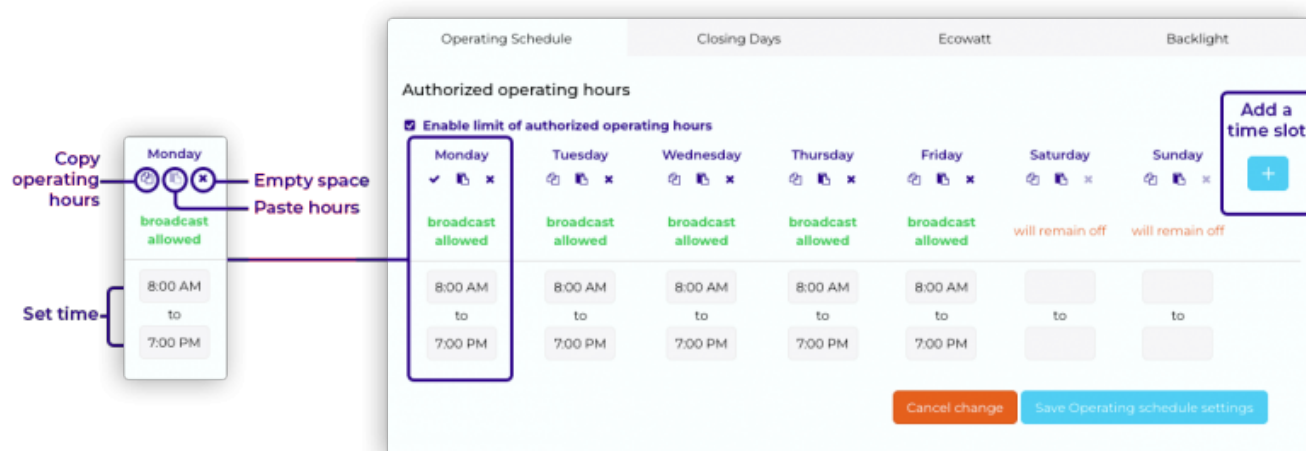 Operating Schedule Closing Days Ecowatt Backlight
Authorized operating hours
Enable limit of authorized operating hours
Add a
time slot
+
Monday Tuesday Wednesday Thursday Friday Saturday Sunday
broadcast allowed broadcast allowed broadcast allowed broadcast allowed broadcast allowed will remain off will remain off
8:00 AM 8:00 AM 8:00 AM 8:00 AM 8:00 AM
to to to to to to to
7:00 PM 7:00 PM 7:00 PM 7:00 PM 7:00 PM
Cancel change Save Operating schedule settings
Copy
operating
hours
Monday
Empty space
Paste hours
broadcast
allowed
Set time
8:00 AM
to
7:00 PM